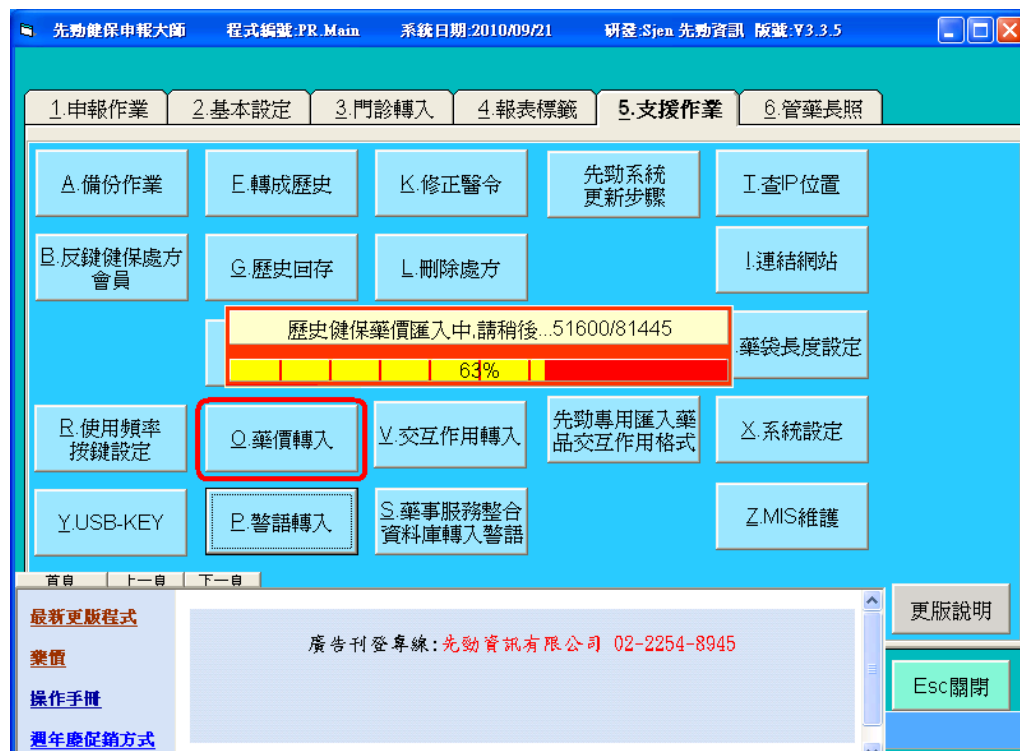 先勁健保申報大師 程式編號:PR.Main 系統日期:2010/09/21 研發:Sjen 先勁資訊 版號:V3.3.5
1.申報作業 2.基本設定 3.門診轉入 4.報表標籤 5.支援作業 6.管藥長照
A.備份作業 E.轉成歷史 K.修正醫令 先勁系統
更新步驟 T.查IP位置
B.反鍵健保處方
會員 G.歷史回存 L.刪除處方 I.連結網站
歷史健保藥價匯入中,請稍後...51600/81445
63%
.藥袋長度設定
R.使用頻率
按鍵設定 O.藥價轉入 V.交互作用轉入 先勁專用匯入藥
品交互作用格式 X.系統設定
Y.USB-KEY P.警語轉入 S.藥事服務整合
資料庫轉入警語 Z.MIS維護
首頁 上一頁 下一頁
最新更版程式
藥價
操作手冊
週年慶促銷方式
廣告刊登專線:先勁資訊有限公司 02-2254-8945
更版說明
Esc關閉